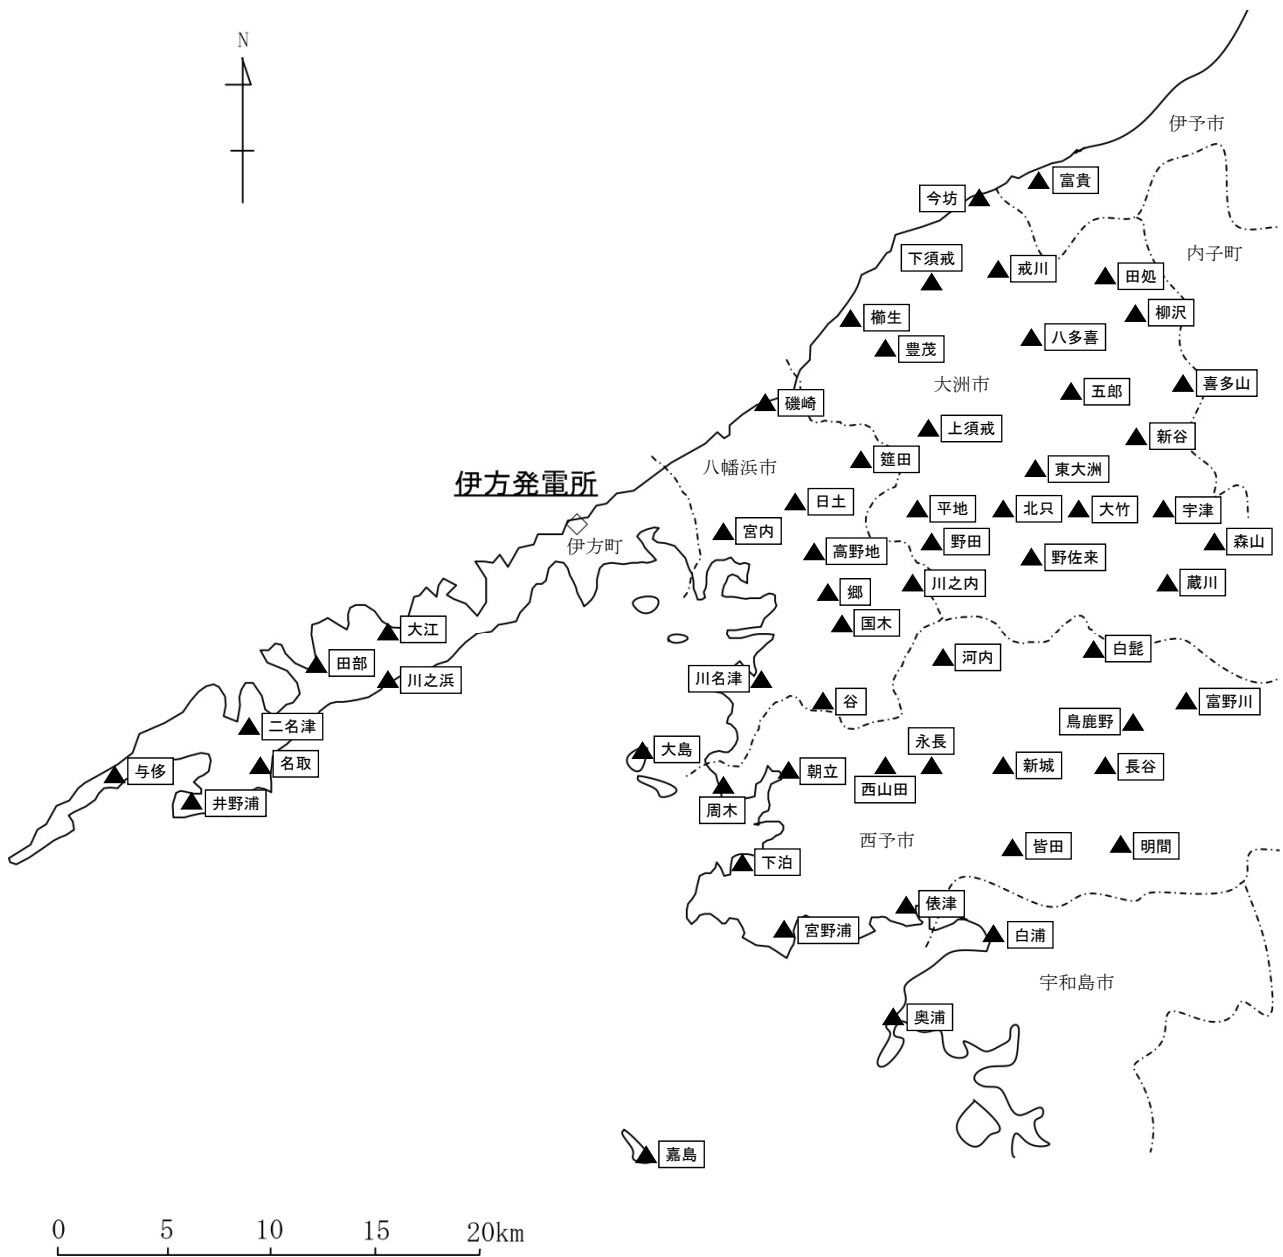 N
伊予市
富貴
今坊
内子町
下須戒
戒川
田処
柳沢
櫛生
八多喜
豊茂
大洲市
喜多山
五郎
磯崎
上須戒
新谷
筵田
八幡浜市
東大洲
伊方発電所
日土
平地
北只
大竹
宇津
宮内
伊方町
高野地
野田
野佐来
森山
川之内
蔵川
郷
国木
大江
田部
河内
白髭
川之浜
川名津
谷
富野川
鳥鹿野
二名津
大島
永長
名取
与侈
朝立
新城
長谷
西山田
井野浦
周木
西予市
皆田
明間
下泊
俵津
宮野浦
白浦
宇和島市
奥浦
嘉島
0 5 10 15 20km